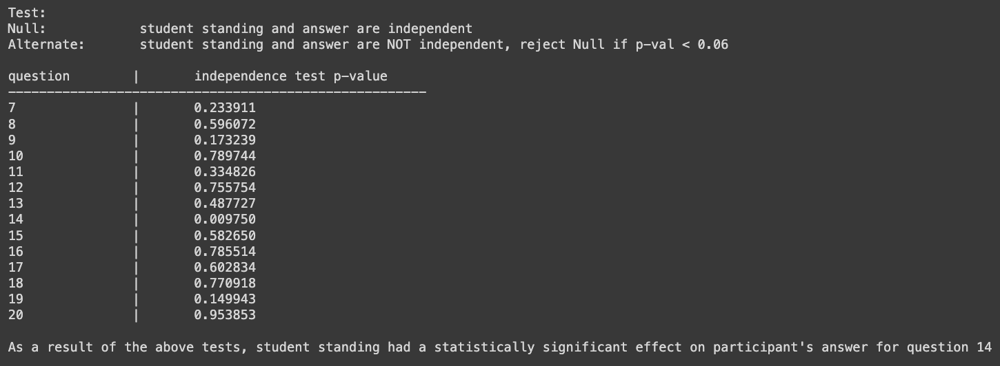 Test:
Null: student standing and answer are independent
Alternate: student standing and answer are NOT independent, reject Null if p-val < 0.06
question | independence test p-value
------------------------------------------------------
7 | 0.233911
8 | 0.596072
9 | 0.173239
10 | 0.789744
11 | 0.334826
12 | 0.755754
13 | 0.487727
14 | 0.009750
15 | 0.582650
16 | 0.785514
17 | 0.602834
18 | 0.770918
19 | 0.149943
20 | 0.953853
As a result of the above tests, student standing had a statistically significant effect on participant's answer for question 14